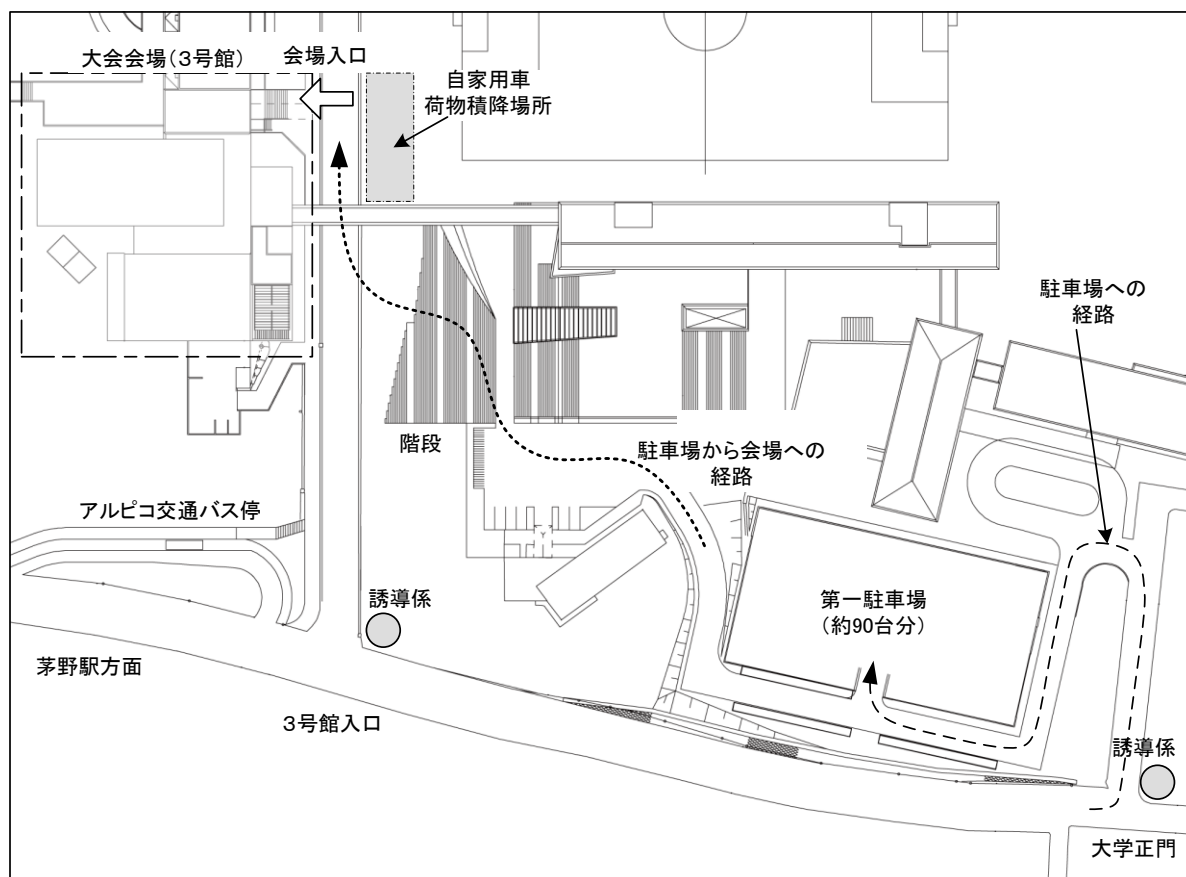 大会会場(3号館)
会場入口
自家用車
荷物積降場所
駐車場への
経路
階段
駐車場から会場への
経路
アルピコ交通バス停
第一駐車場
(約90台分)
誘導係
茅野駅方面
3号館入口
誘導係
大学正門